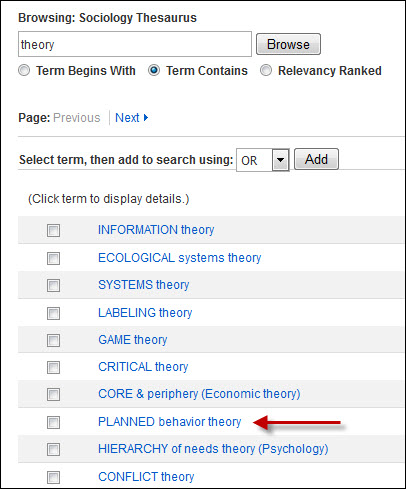 Browsing: Sociology Thesaurus
theory Browse
Term Begins With Term Contains Relevancy Ranked
Page: Previous Next
Select term, then add to search using: OR Add
(Click term to display details.)
INFORMATION theory
ECOLOGICAL systems theory
SYSTEMS theory
LABELING theory
GAME theory
CRITICAL theory
CORE & periphery (Economic theory)
PLANNED behavior theory
HIERARCHY of needs theory (Psychology)
CONFLICT theory